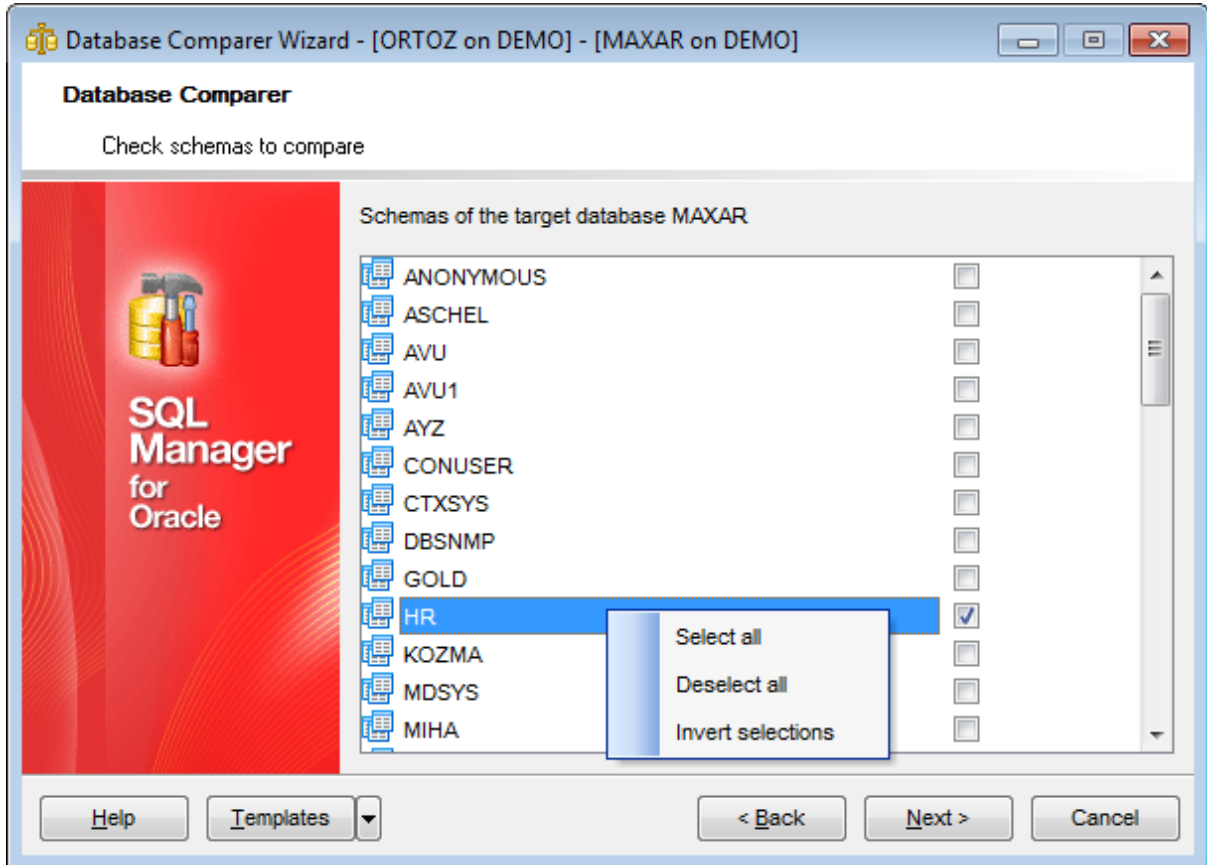 Database Comparer Wizard - [ORTOZ on DEMO] - [MAXAR on DEMO]
Database Comparer
Check schemas to compare
Schemas of the target database MAXAR
SQL
Manager
for
Oracle
ANONYMOUS
ASCHEL
AVU
AVU1
AYZ
CONUSER
CTXSYS
DBSNMP
GOLD
HR
KOZMA
MDSYS
MIHA
Select all
Deselect all
Invert selections
Help
Templates
< Back
Next >
Cancel